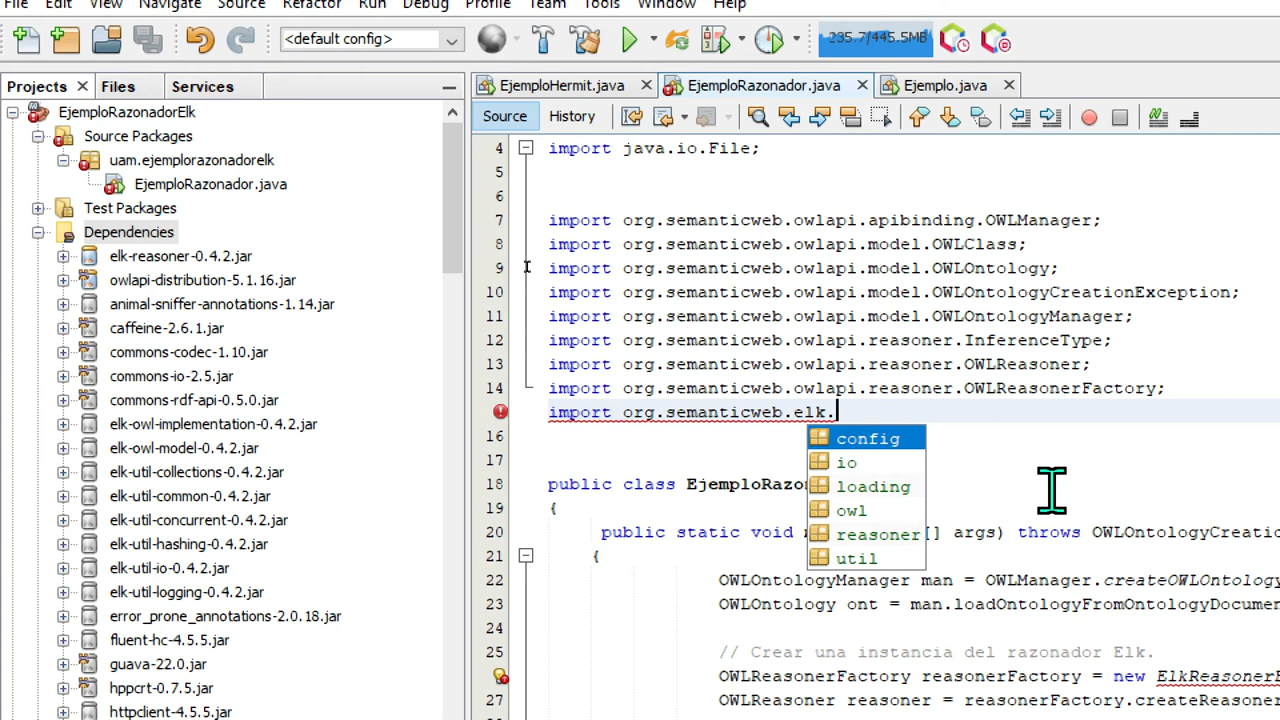 File Edit View Navigate Source Refactor Run Debug Profile Team Tools Window Help
<default config>
235.7/445.5MB
Projects Files Services
EjemploRazonadorElk
Source Packages
uam.ejemplorazonadorelk
EjemploRazonador.java
Test Packages
Dependencies
elk-reasoner-0.4.2.jar
owlapi-distribution-5.1.16.jar
animal-sniffer-annotations-1.14.jar
caffeine-2.6.1.jar
commons-codec-1.10.jar
commons-io-2.5.jar
commons-rdf-api-0.5.0.jar
elk-owl-implementation-0.4.2.jar
elk-owl-model-0.4.2.jar
elk-util-collections-0.4.2.jar
elk-util-common-0.4.2.jar
elk-util-concurrent-0.4.2.jar
elk-util-hashing-0.4.2.jar
elk-util-io-0.4.2.jar
elk-util-logging-0.4.2.jar
error_prone_annotations-2.0.18.jar
fluent-hc-4.5.5.jar
guava-22.0.jar
hppcrt-0.7.5.jar
httpclient-4.5.5.jar
EjemploHermit.java EjemploRazonador.java Ejemplo.java
Source History
4 import java.io.File;
5
6
7 import org.semanticweb.owlapi.apibinding.OWLManager;
8 import org.semanticweb.owlapi.model.OWLClass;
9 import org.semanticweb.owlapi.model.OWLOntology;
10 import org.semanticweb.owlapi.model.OWLOntologyCreationException;
11 import org.semanticweb.owlapi.model.OWLOntologyManager;
12 import org.semanticweb.owlapi.reasoner.InferenceType;
13 import org.semanticweb.owlapi.reasoner.OWLReasoner;
14 import org.semanticweb.owlapi.reasoner.OWLReasonerFactory;
import org.semanticweb.elk.
config
io
loading
owl
reasoner
util
16
17
18 public class EjemploRazo
19 {
20 public static void [] args) throws OWLOntologyCreatio
21 {
22 OWLOntologyManager man = OWLManager.createOWLOntology
23 OWLOntology ont = man.loadOntologyFromOntologyDocumen
24
25 // Crear una instancia del razonador Elk.
OWLReasonerFactory reasonerFactory = new ElkReasoner
27 OWLReasoner reasoner = reasonerFactory.createReason